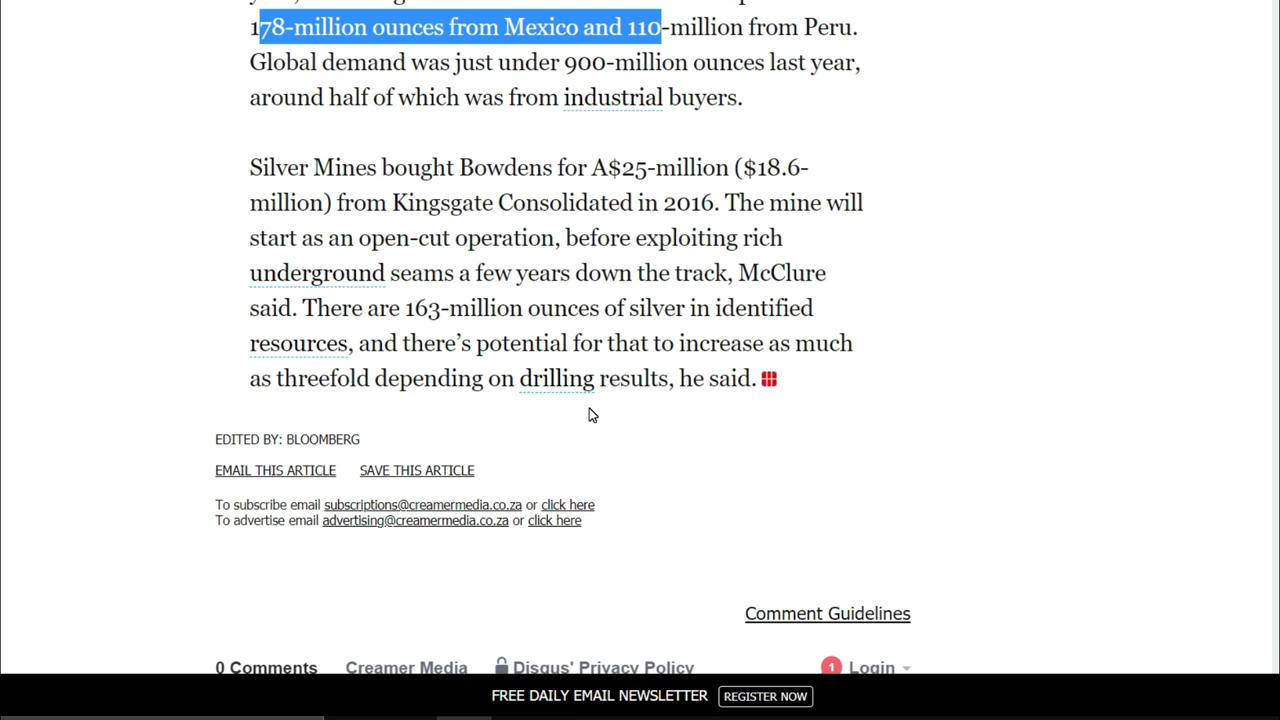 178-million ounces from Mexico and 110-million from Peru.
Global demand was just under 900-million ounces last year,
around half of which was from industrial buyers.
Silver Mines bought Bowdens for A$25-million ($18.6-
million) from Kingsgate Consolidated in 2016. The mine will
start as an open-cut operation, before exploiting rich
underground seams a few years down the track, McClure
said. There are 163-million ounces of silver in identified
resources, and there's potential for that to increase as much
as threefold depending on drilling results, he said.
EDITED BY: BLOOMBERG
EMAIL THIS ARTICLE SAVE THIS ARTICLE
To subscribe email subscriptions@creamermedia.co.za or click here
To advertise email advertising@creamermedia.co.za or click here
Comment Guidelines
0 Comments Creamer Media Disqus' Privacy Policy 1 Login
FREE DAILY EMAIL NEWSLETTER REGISTER NOW